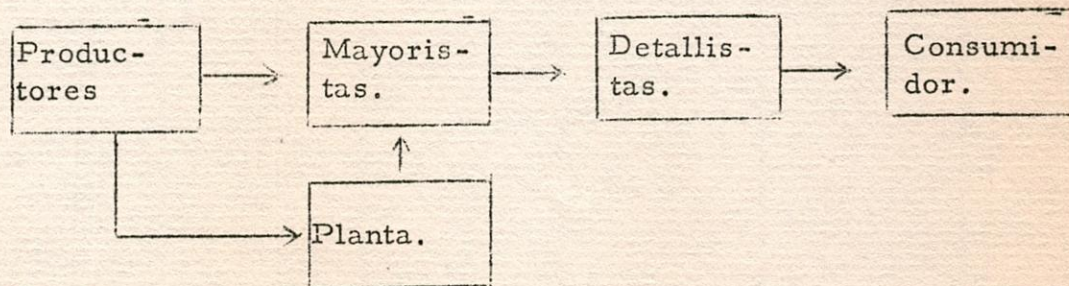 Produc-
tores
Mayoris-
tas.
Detallis-
tas.
Consumi-
dor.
Planta.